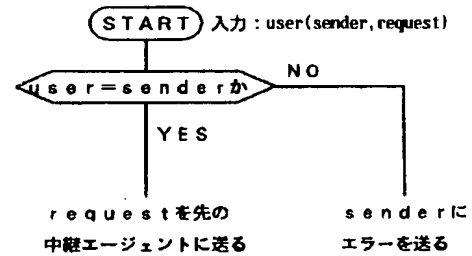 START 入力：user(sender,request)
user＝senderか
NO
YES
requestを先の
中継エージェントに送る
senderに
エラーを送る